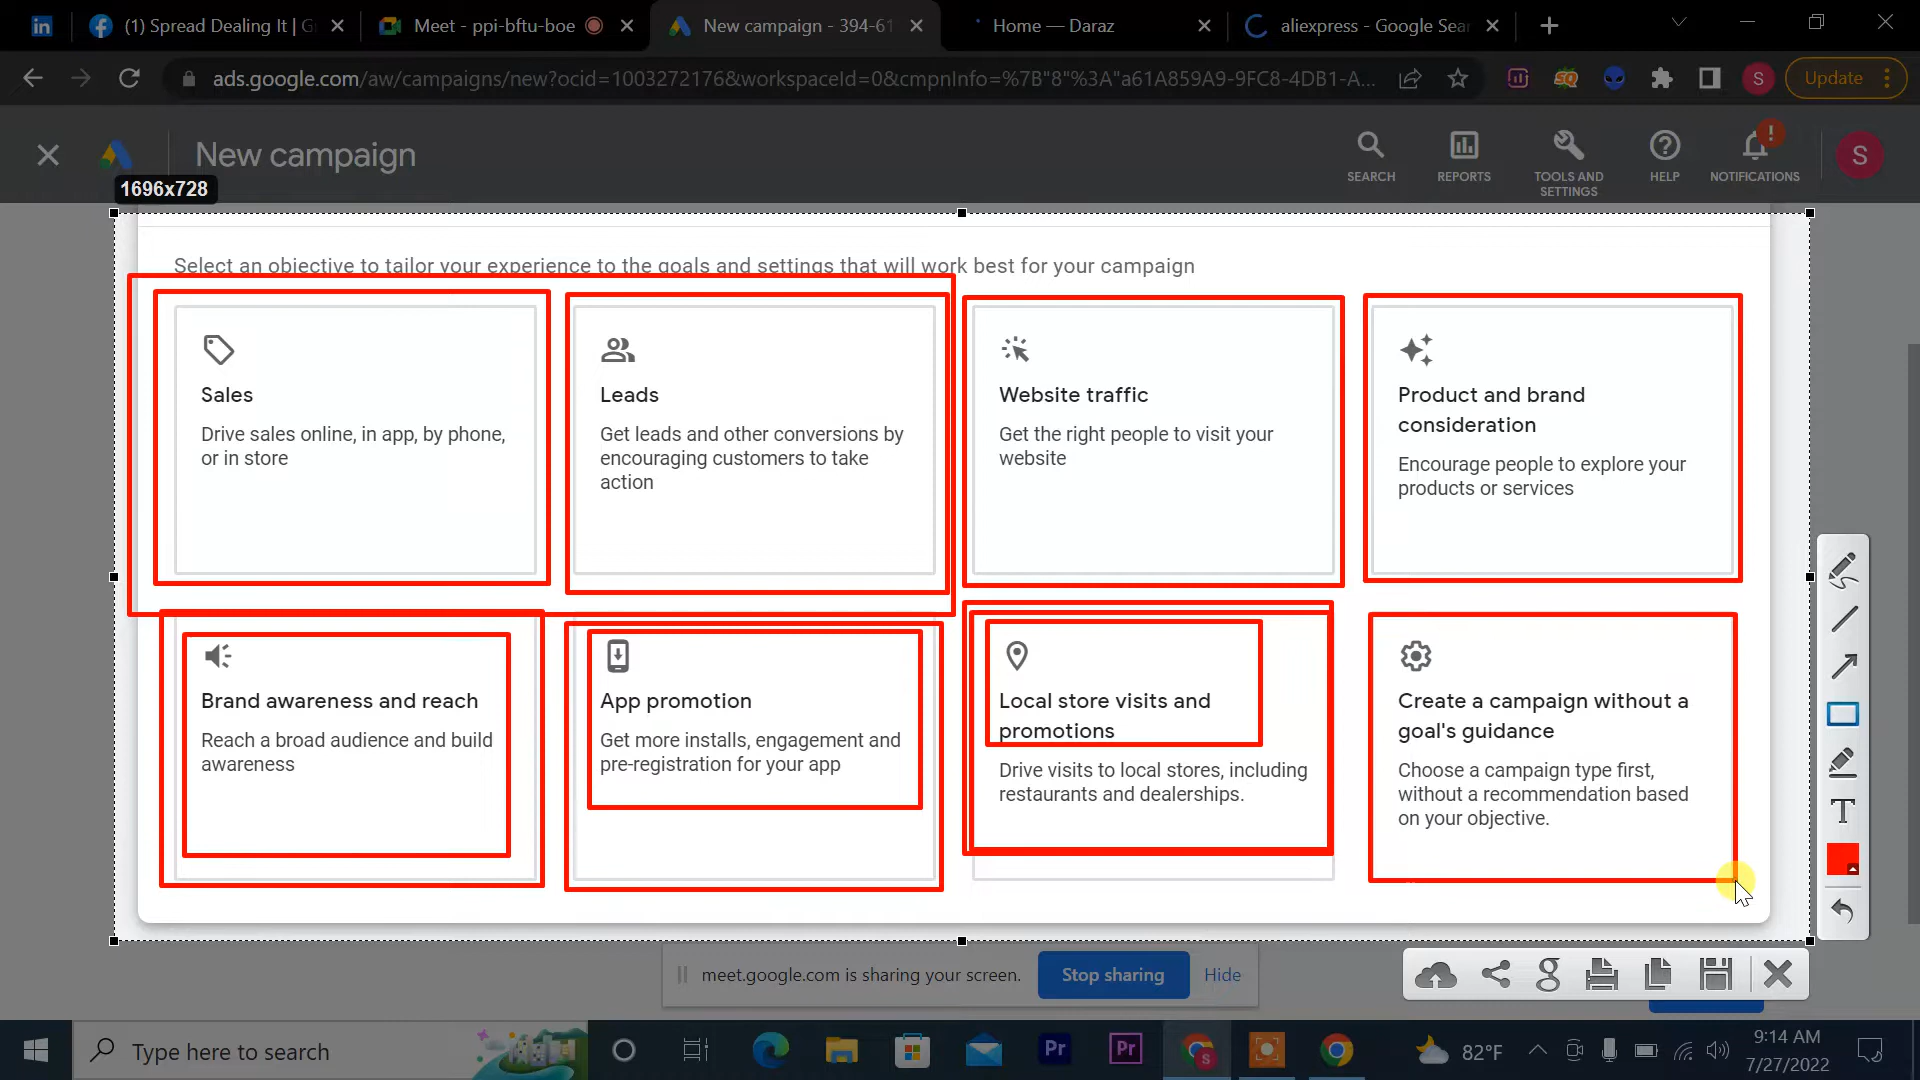 (1) Spread Dealing It | G
Meet - ppi-bftu-boe
New campaign - 394-61
Home — Daraz
aliexpress - Google Sear
ads.google.com/aw/campaigns/new?ocid=1003272176&workspaceId=0&cmpnInfo=%7B"8"%3A"a61A859A9-9FC8-4DB1-A...
S
Update
New campaign
SEARCH
REPORTS
TOOLS AND SETTINGS
HELP
NOTIFICATIONS
S
1696x728
Select an objective to tailor your experience to the goals and settings that will work best for your campaign
Sales
Drive sales online, in app, by phone,
or in store
Leads
Get leads and other conversions by
encouraging customers to take
action
Website traffic
Get the right people to visit your
website
Product and brand
consideration
Encourage people to explore your
products or services
Brand awareness and reach
Reach a broad audience and build
awareness
App promotion
Get more installs, engagement and
pre-registration for your app
Local store visits and
promotions
Drive visits to local stores, including
restaurants and dealerships.
Create a campaign without a
goal's guidance
Choose a campaign type first,
without a recommendation based
on your objective.
T
meet.google.com is sharing your screen.
Stop sharing
Hide
Type here to search
Pr
Pr
82°F
9:14 AM
7/27/2022